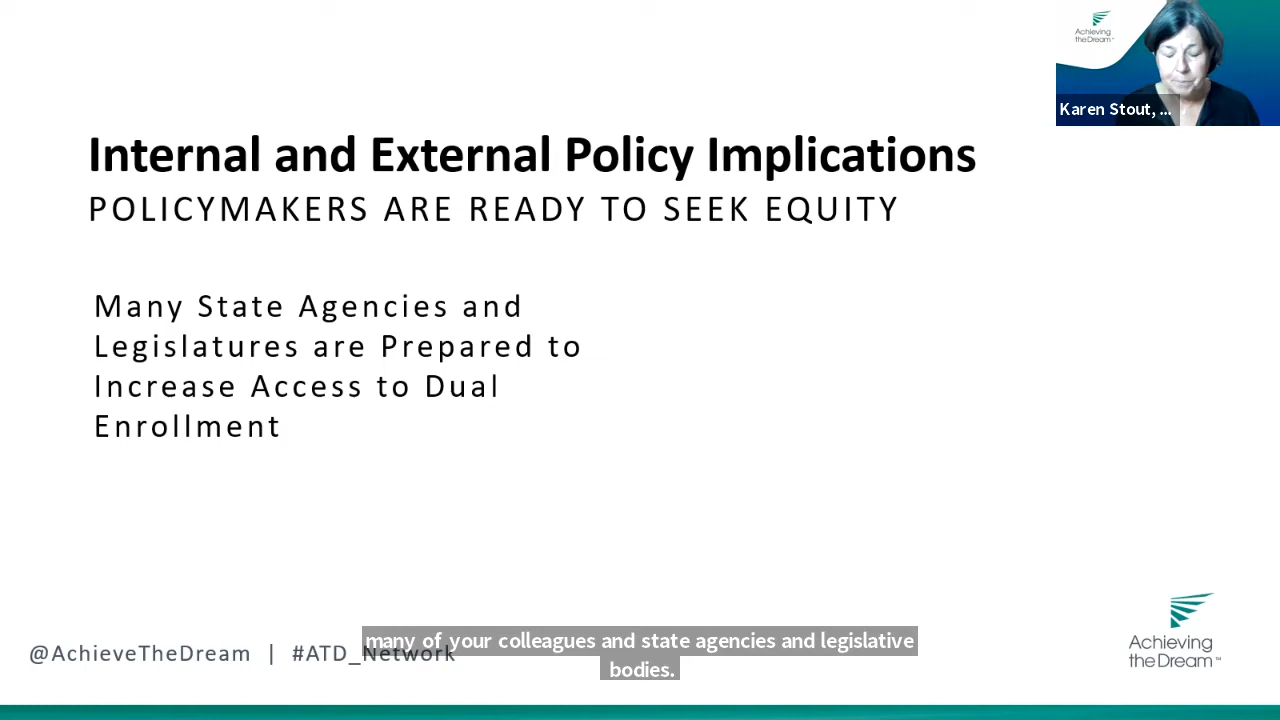 Achieving
the Dream™
Karen Stout, ...
Internal and External Policy Implications
POLICYMAKERS ARE READY TO SEEK EQUITY
Many State Agencies and
Legislatures are Prepared to
Increase Access to Dual
Enrollment
many of your colleagues and state agencies and legislative
bodies.
@AchieveTheDream | #ATD_Network
Achieving
the Dream™